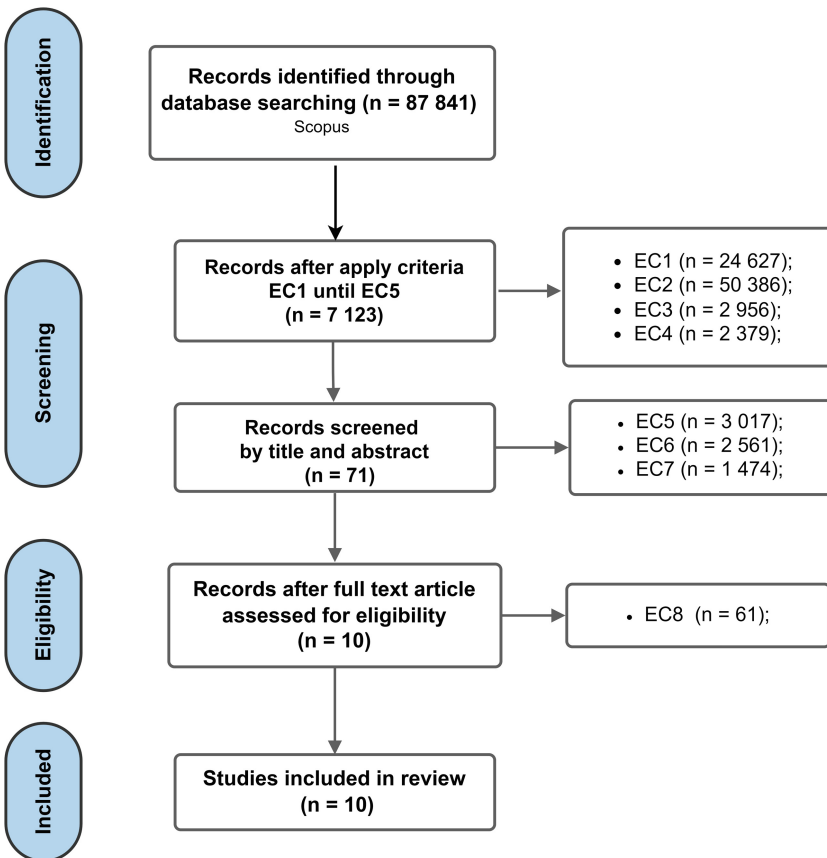 Identification
Records identified through
database searching (n = 87 841)
Scopus
Screening
Records after apply criteria
EC1 until EC5
(n = 7 123)
• EC1 (n = 24 627);
• EC2 (n = 50 386);
• EC3 (n = 2 956);
• EC4 (n = 2 379);
Records screened
by title and abstract
(n = 71)
• EC5 (n = 3 017);
• EC6 (n = 2 561);
• EC7 (n = 1 474);
Eligibility
Records after full text article
assessed for eligibility
(n = 10)
• EC8 (n = 61);
Included
Studies included in review
(n = 10)